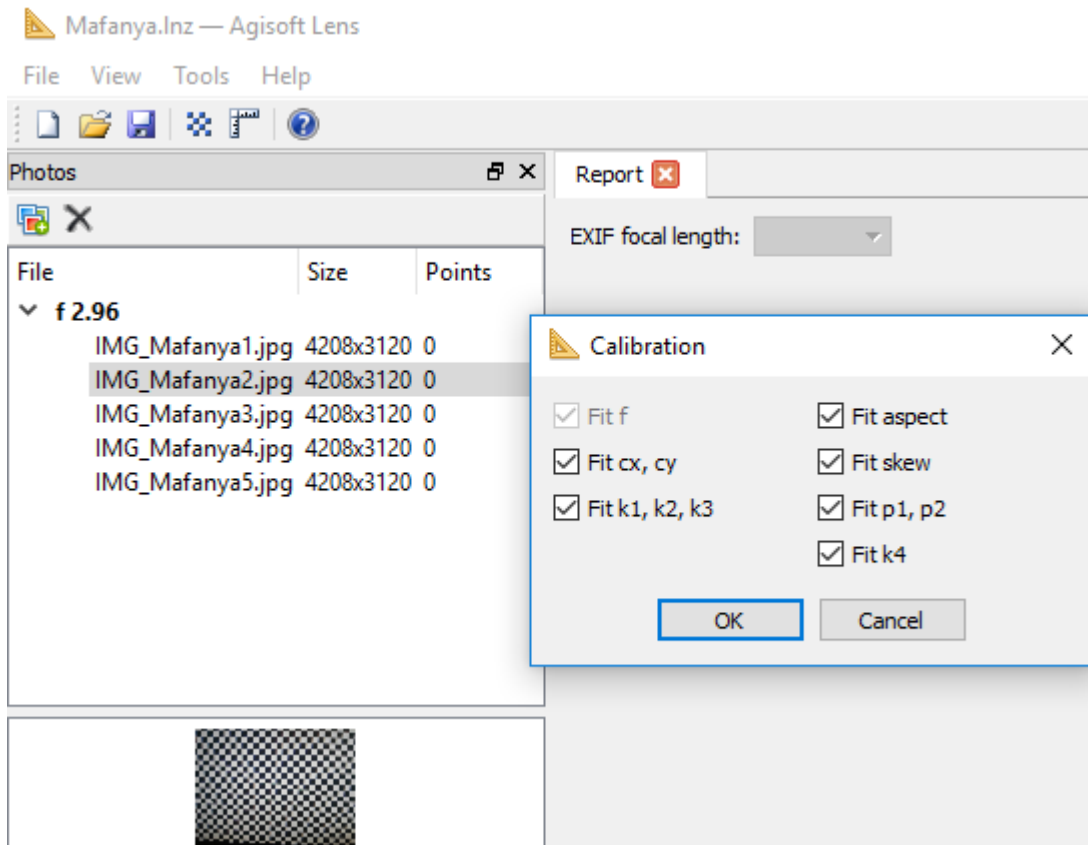 Mafanya.lnz — Agisoft Lens
File View Tools Help
Photos
Report
EXIF focal length:
File Size Points
f 2.96
IMG_Mafanya1.jpg 4208x3120 0
IMG_Mafanya2.jpg 4208x3120 0
IMG_Mafanya3.jpg 4208x3120 0
IMG_Mafanya4.jpg 4208x3120 0
IMG_Mafanya5.jpg 4208x3120 0
Calibration
Fit f
Fit aspect
Fit cx, cy
Fit skew
Fit k1, k2, k3
Fit p1, p2
Fit k4
OK Cancel